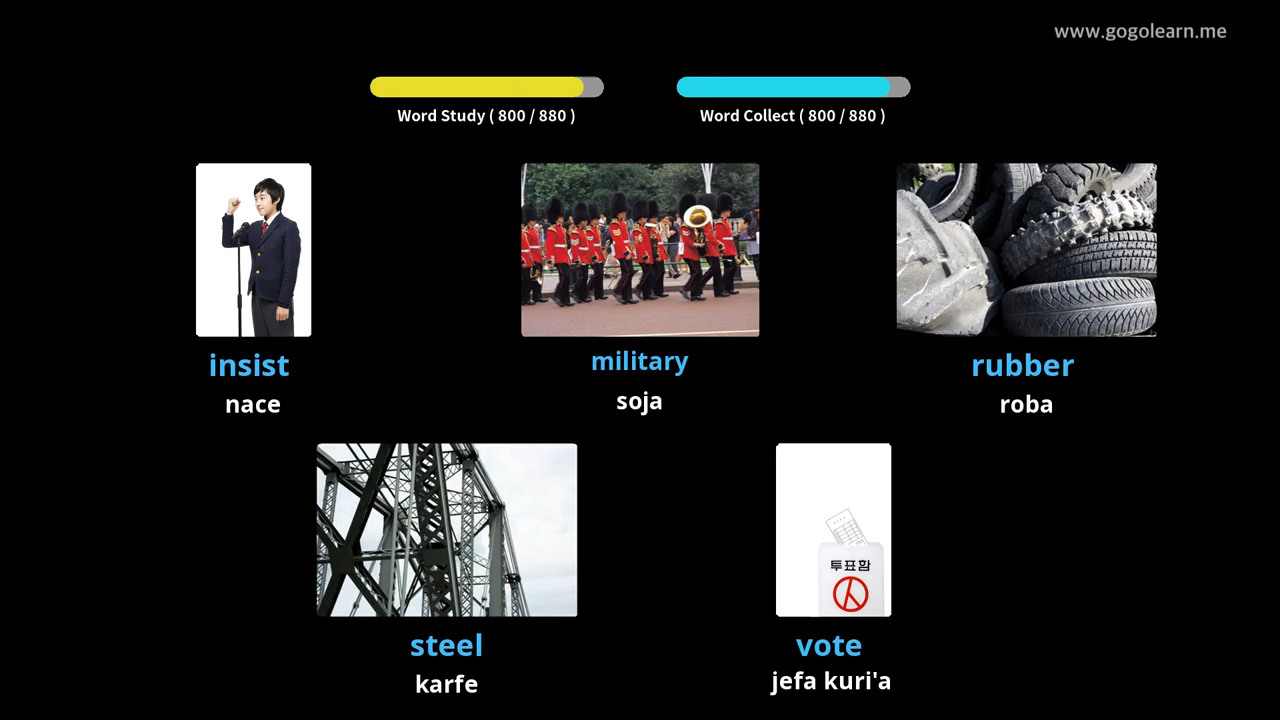 www.gogolearn.me
Word Study ( 800 / 880 )
Word Collect ( 800 / 880 )
insist
nace
military
soja
rubber
roba
투표함
steel
karfe
vote
jefa kuri'a